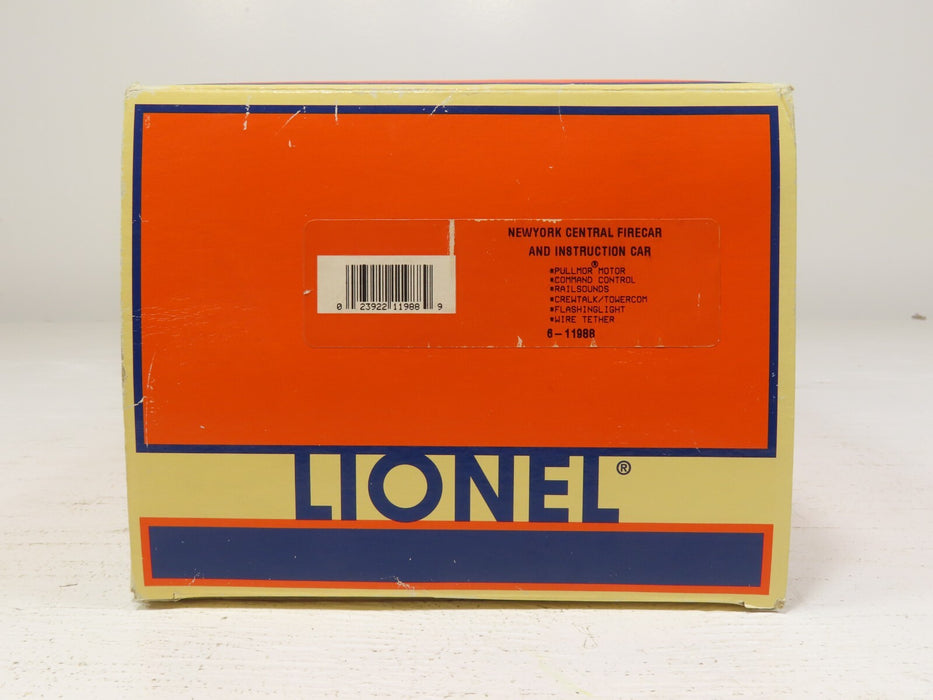 NEWYORK CENTRAL FIRECAR
AND INSTRUCTION CAR
*PULLMOR® MOTOR
*COMMAND CONTROL
*RAILSOUNDS
*CREWTALK/TOWERCOM
*FLASHINGLIGHT
*WIRE TETHER
6-11988
0 23922 11988 9
LIONEL®